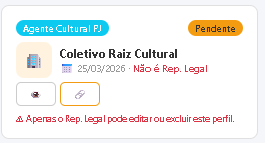 Agente Cultural PJ
Pendente
Coletivo Raiz Cultural
25/03/2026 · Não é Rep. Legal
⚠ Apenas o Rep. Legal pode editar ou excluir este perfil.